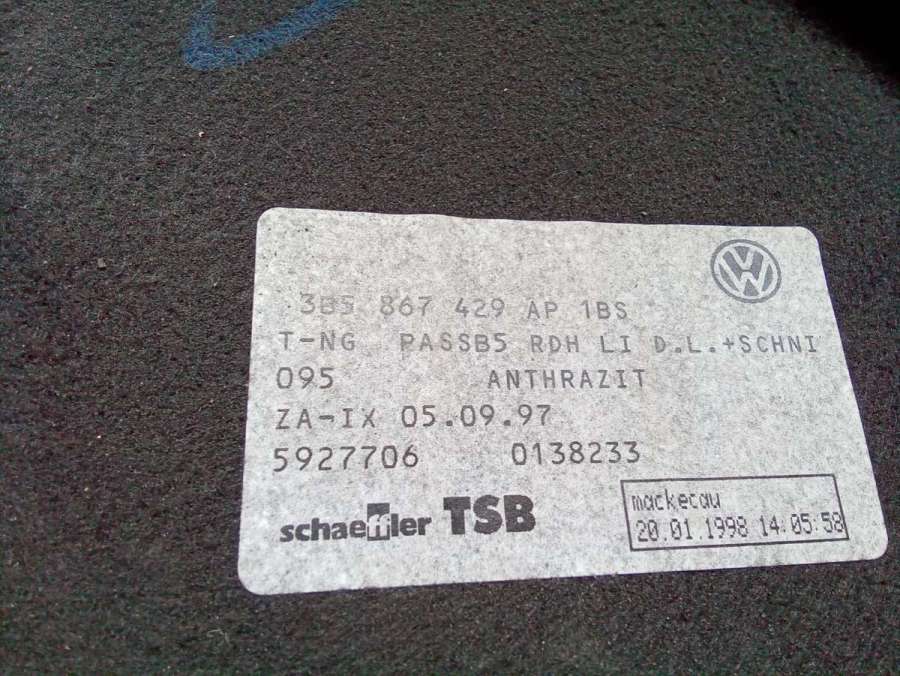 3B5 867 429 AP 1BS
T-NG PASSB5 RDH LI D.L.+SCHNI
095 ANTHRAZIT
ZA-IX 05.09.97
5927706 0138233
schaeffler TSB
mackecau
20.01.1998 14.05:58